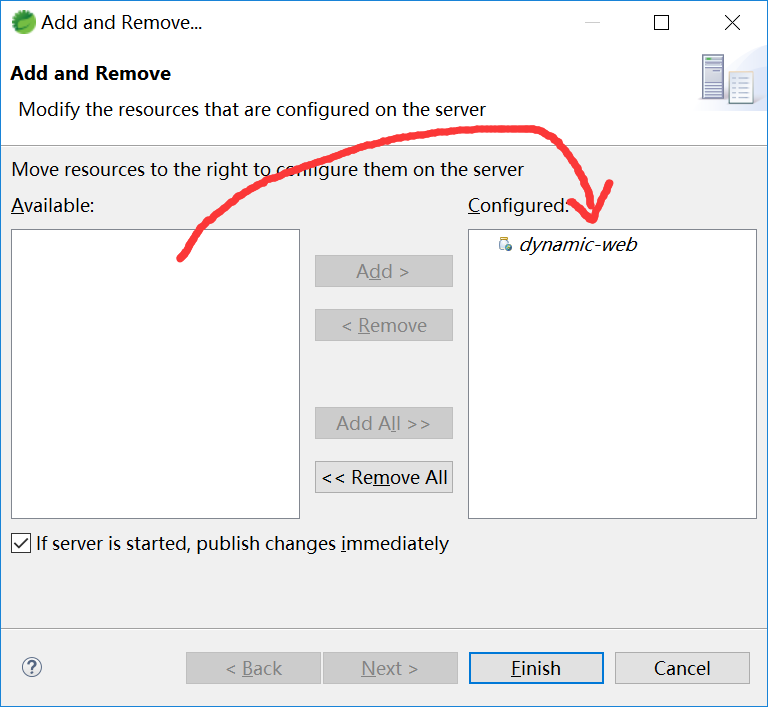 Add and Remove...
Add and Remove
Modify the resources that are configured on the server
Move resources to the right to configure them on the server
Available:
Configured:
dynamic-web
Add >
< Remove
Add All >>
<< Remove All
If server is started, publish changes immediately
?
< Back
Next >
Finish
Cancel